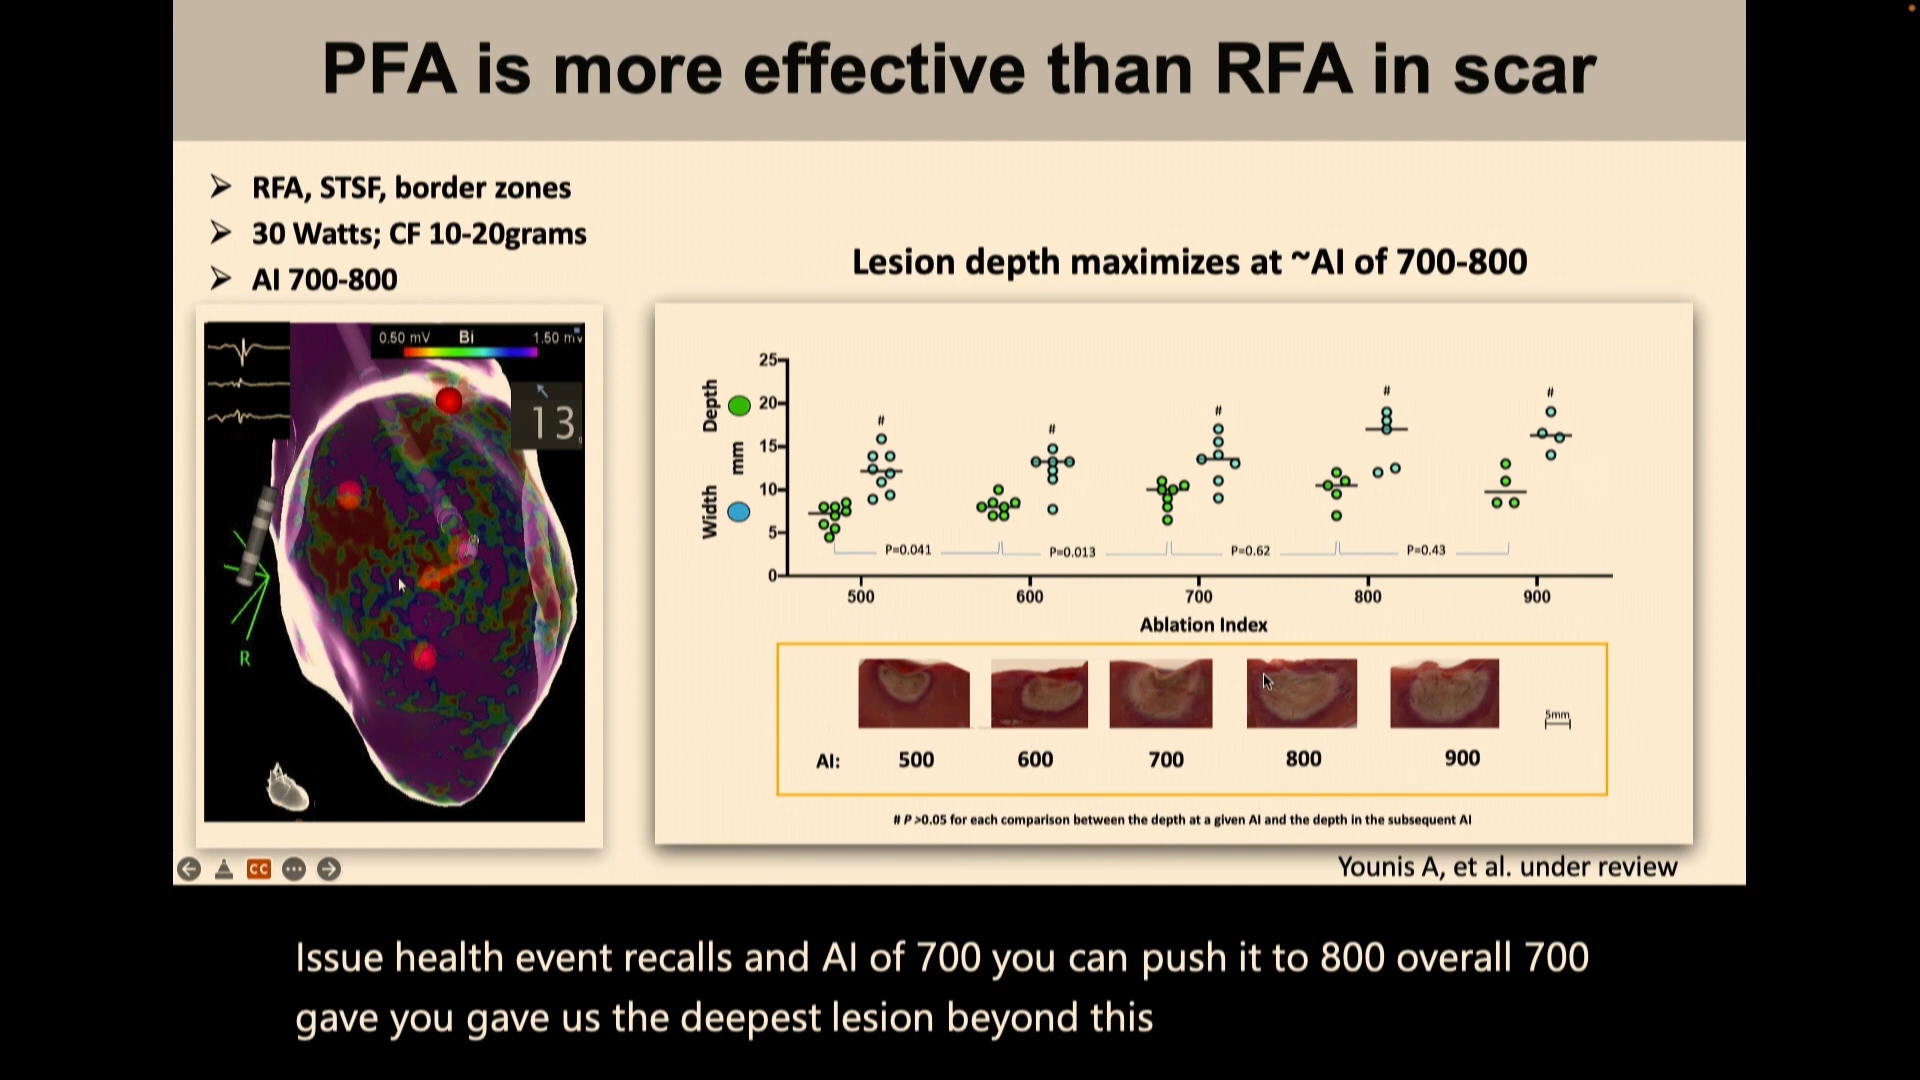 PFA is more effective than RFA in scar
➢ RFA, STSF, border zones
➢ 30 Watts; CF 10-20grams
➢ AI 700-800
Lesion depth maximizes at ~AI of 700-800
0.50 mV Bi 1.50 mV
13
R
Width mm Depth
25
20
15
10
5
0
# # # # #
P=0.041 P=0.013 P=0.62 P=0.43
500 600 700 800 900
Ablation Index
5mm
AI: 500 600 700 800 900
# P >0.05 for each comparison between the depth at a given AI and the depth in the subsequent AI
Younis A, et al. under review
CC
Issue health event recalls and AI of 700 you can push it to 800 overall 700
gave you gave us the deepest lesion beyond this